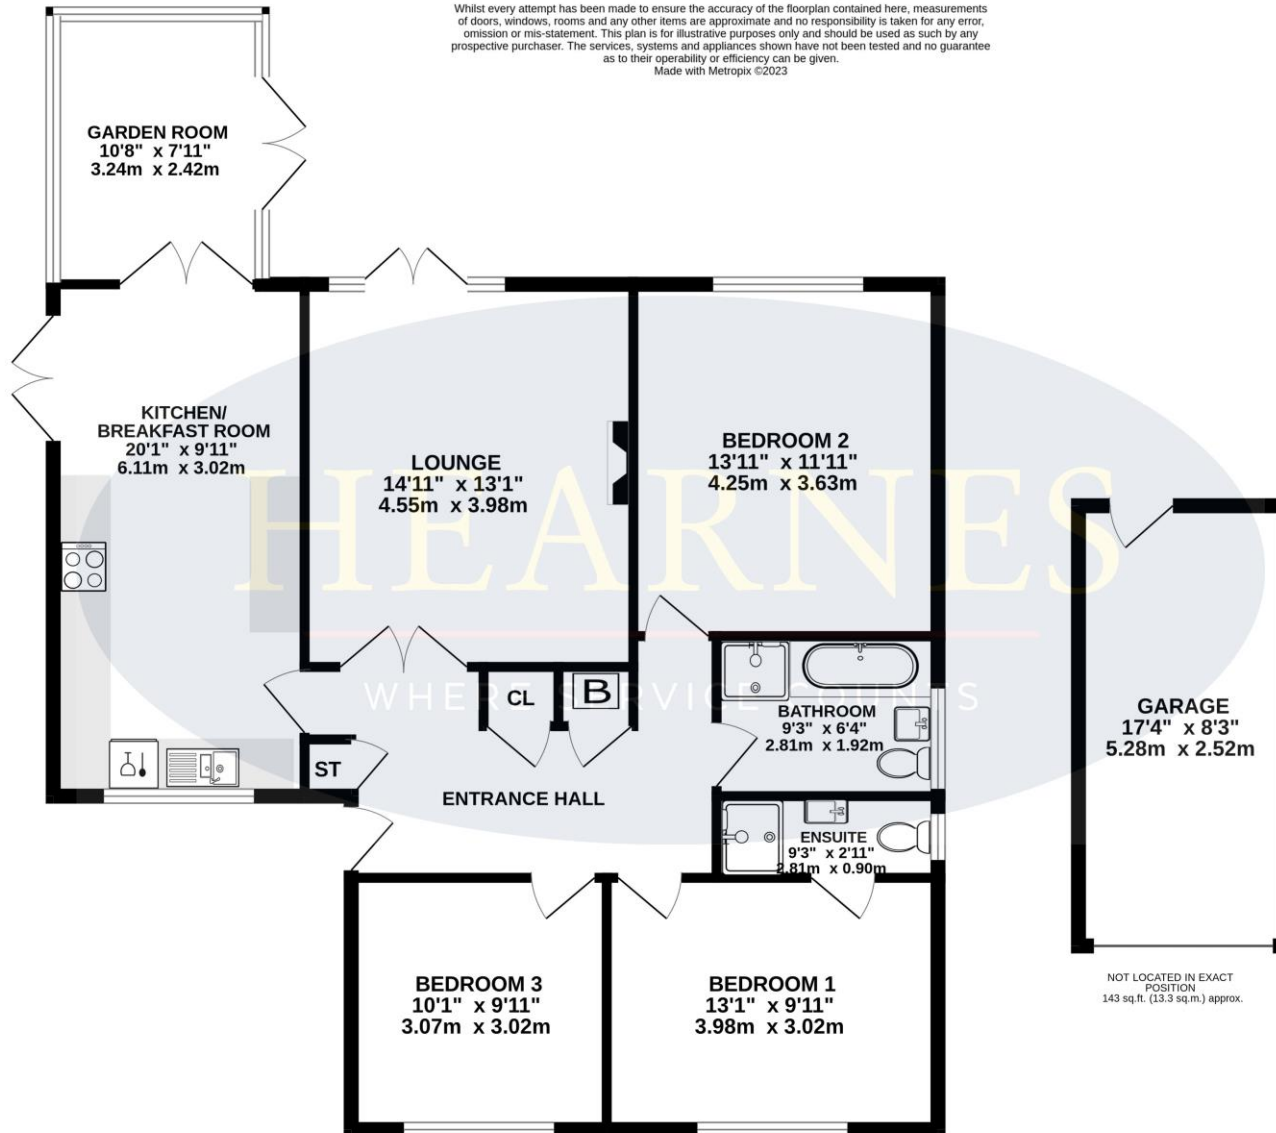 Whilst every attempt has been made to ensure the accuracy of the floorplan contained here, measurements
of doors, windows, rooms and any other items are approximate and no responsibility is taken for any error,
omission or mis-statement. This plan is for illustrative purposes only and should be used as such by any
prospective purchaser. The services, systems and appliances shown have not been tested and no guarantee
as to their operability or efficiency can be given.
Made with Metropix ©2023
GARDEN ROOM
10'8" x 7'11"
3.24m x 2.42m
KITCHEN/
BREAKFAST ROOM
20'1" x 9'11"
6.11m x 3.02m
LOUNGE
14'11" x 13'1"
4.55m x 3.98m
BEDROOM 2
13'11" x 11'11"
4.25m x 3.63m
HEARNES
WHERE SERVICE COUNTS
CL
B
BATHROOM
9'3" x 6'4"
2.81m x 1.92m
GARAGE
17'4" x 8'3"
5.28m x 2.52m
ST
ENTRANCE HALL
ENSUITE
9'3" x 2'11"
2.81m x 0.90m
BEDROOM 3
10'1" x 9'11"
3.07m x 3.02m
BEDROOM 1
13'1" x 9'11"
3.98m x 3.02m
NOT LOCATED IN EXACT
POSITION
143 sq.ft. (13.3 sq.m.) approx.